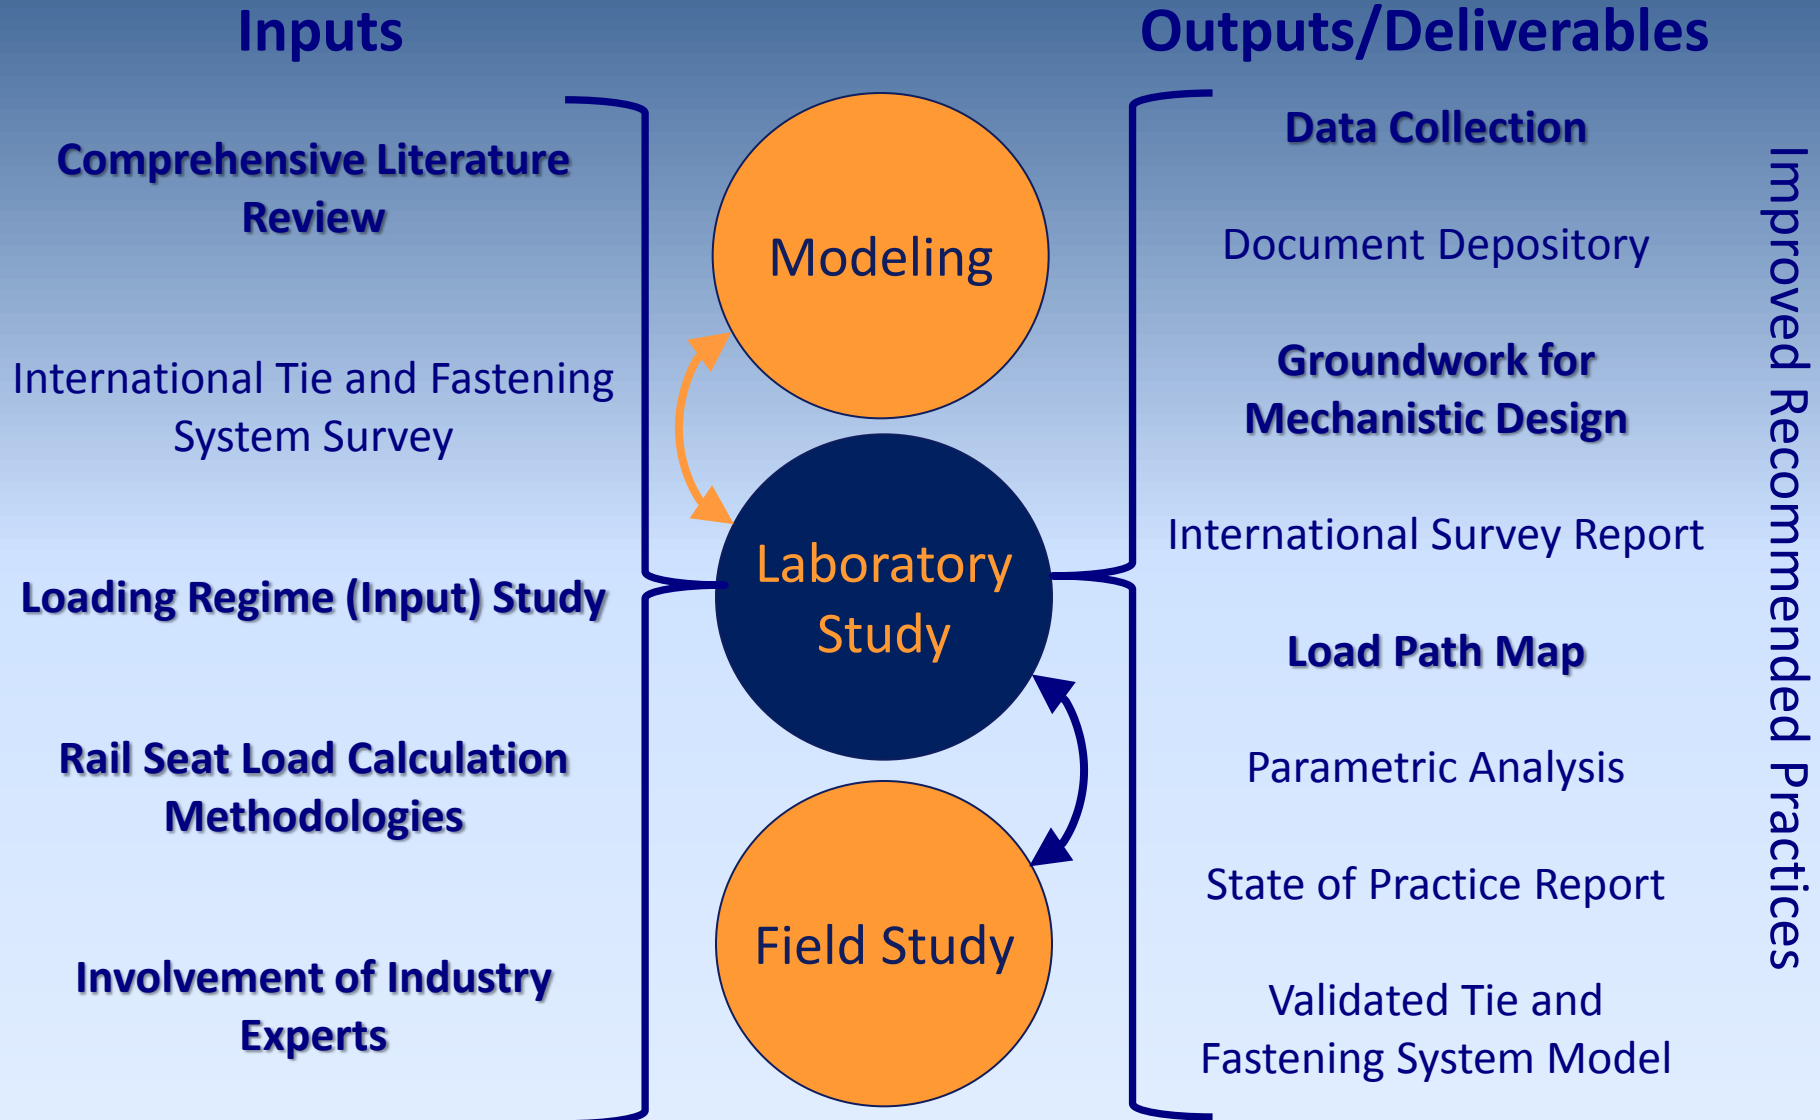 Inputs
Comprehensive Literature
Review
International Tie and Fastening
System Survey
Loading Regime (Input) Study
Rail Seat Load Calculation
Methodologies
Involvement of Industry
Experts
Modeling
Laboratory
Study
Field Study
Outputs/Deliverables
Data Collection
Document Depository
Groundwork for
Mechanistic Design
International Survey Report
Load Path Map
Parametric Analysis
State of Practice Report
Validated Tie and
Fastening System Model
Improved Recommended Practices